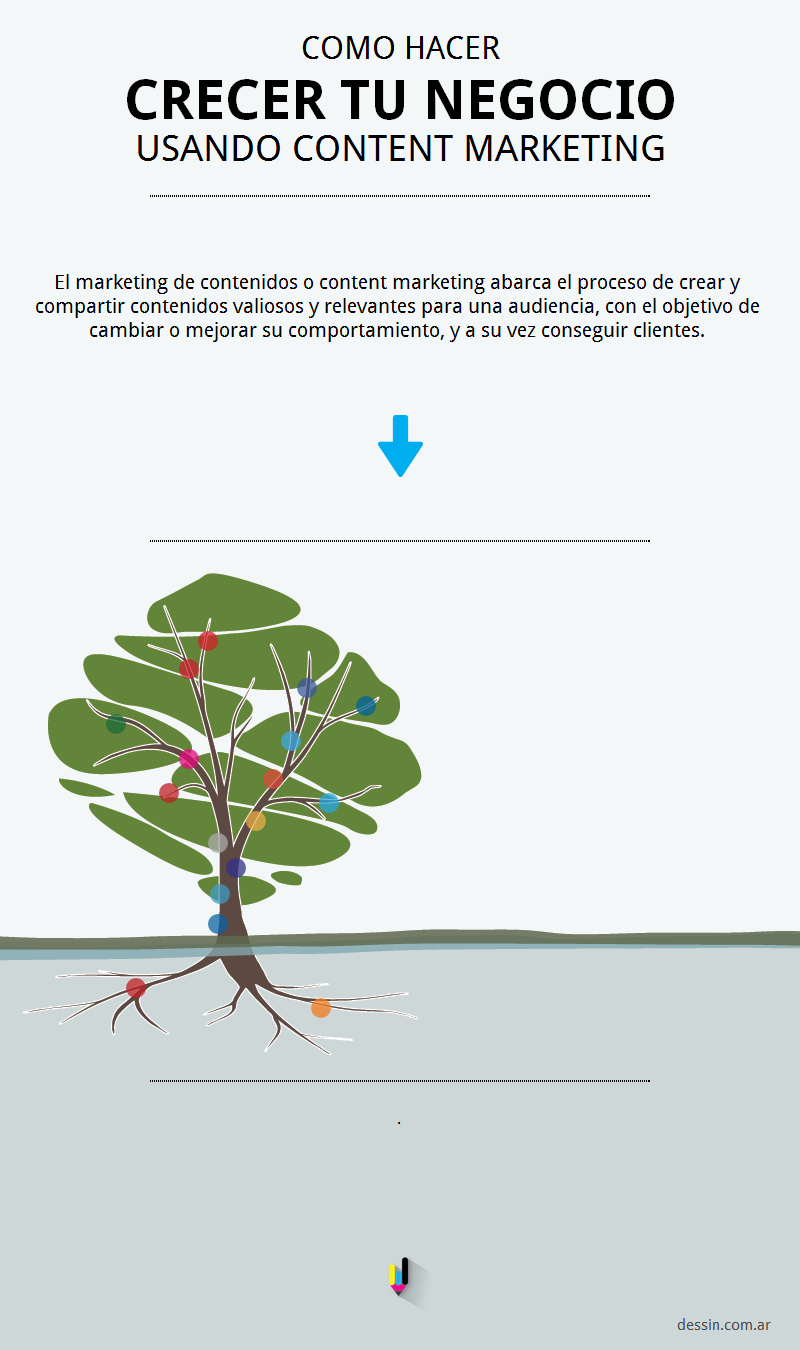 COMO HACER
CRECER TU NEGOCIO
USANDO CONTENT MARKETING
El marketing de contenidos o content marketing abarca el proceso de crear y
compartir contenidos valiosos y relevantes para una audiencia, con el objetivo de
cambiar o mejorar su comportamiento, y a su vez conseguir clientes.
.
dessin.com.ar